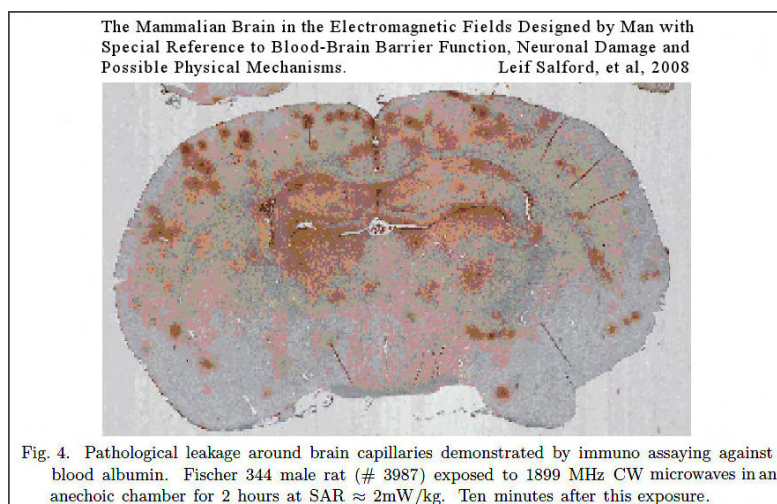 The Mammalian Brain in the Electromagnetic Fields Designed by Man with
Special Reference to Blood-Brain Barrier Function, Neuronal Damage and
Possible Physical Mechanisms. Leif Salford, et al, 2008
Fig. 4. Pathological leakage around brain capillaries demonstrated by immuno assaying against
blood albumin. Fischer 344 male rat (# 3987) exposed to 1899 MHz CW microwaves in an
anechoic chamber for 2 hours at SAR ≈ 2mW/kg. Ten minutes after this exposure.